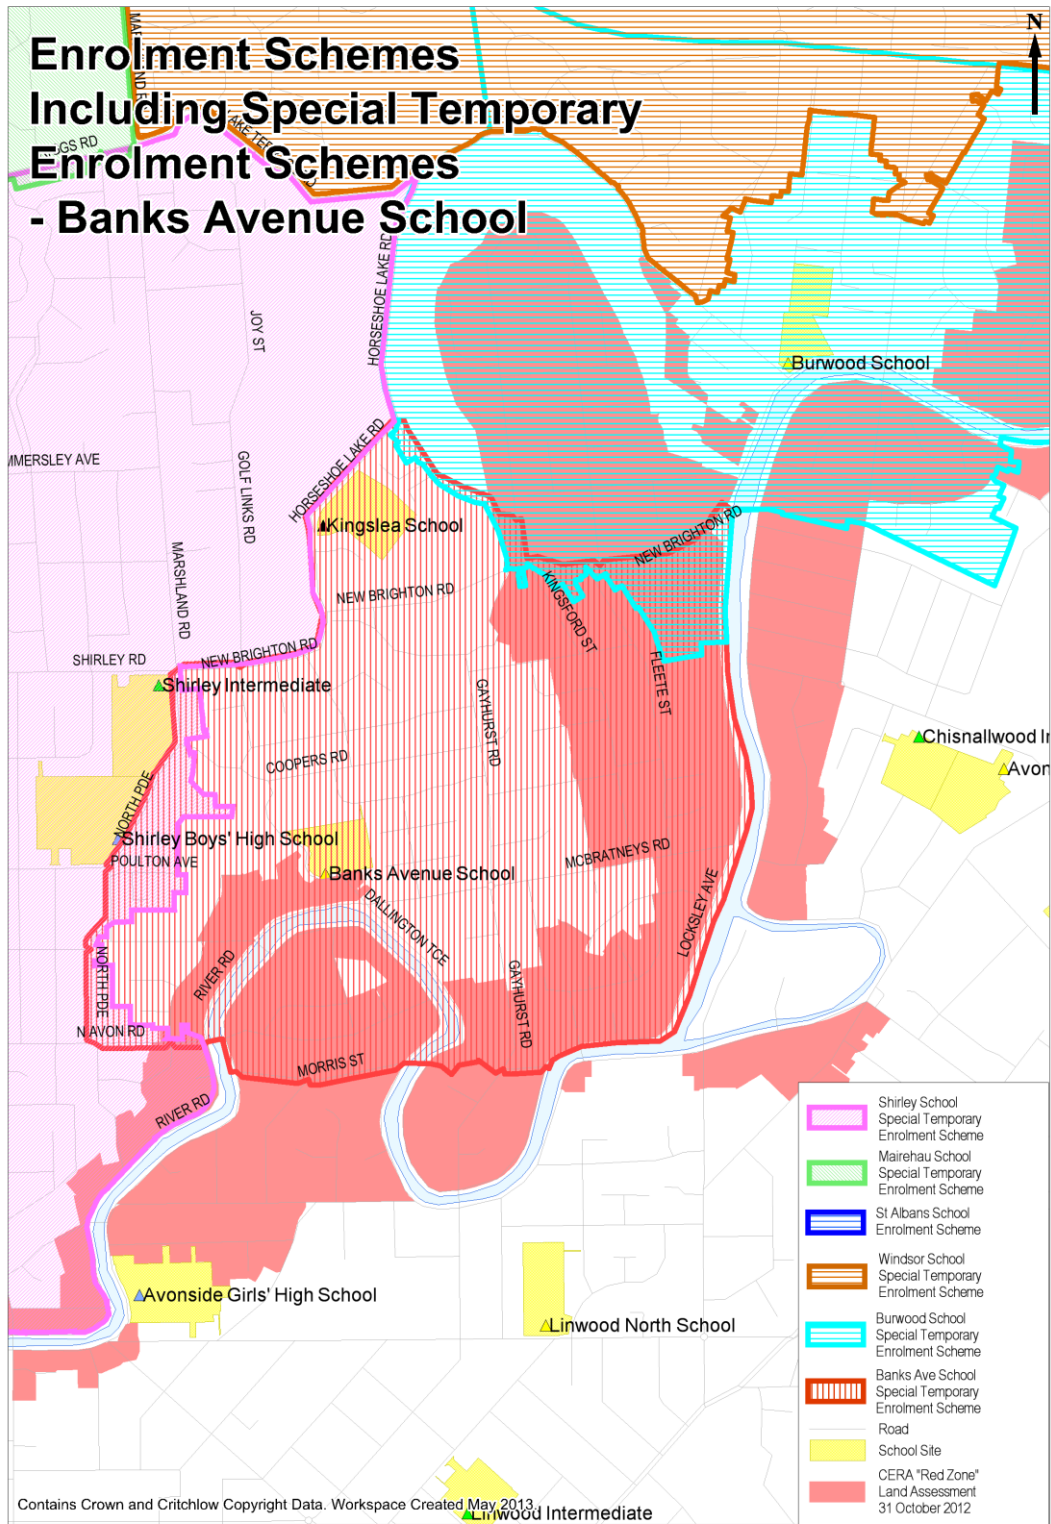 Enrolment Schemes
Including Special Temporary
Enrolment Schemes
- Banks Avenue School
N
LAKE TER
GGS RD
HORSESHOE LAKE RD
JOY ST
Burwood School
HORSESHOE LAKE RD
MMERSLEY AVE
GOLF LINKS RD
Kingslea School
NEW BRIGHTON RD
MARSHLAND RD
KINGSFORD ST
NEW BRIGHTON RD
NEW BRIGHTON RD
SHIRLEY RD
FLEETE ST
Shirley Intermediate
GAYHURST RD
Chisnallwood I
COOPERS RD
Avon
NORTH PDE
Shirley Boys' High School
MCBRATNEYS RD
POULTON AVE
Banks Avenue School
LOCKSLEY AVE
DALLINGTON TCE
NORTH PDE
RIVER RD
GAYHURST RD
N AVON RD
MORRIS ST
RIVER RD
Avonside Girls' High School
Linwood North School
Linwood Intermediate
Shirley School
Special Temporary
Enrolment Scheme
Mairehau School
Special Temporary
Enrolment Scheme
St Albans School
Enrolment Scheme
Windsor School
Special Temporary
Enrolment Scheme
Burwood School
Special Temporary
Enrolment Scheme
Banks Ave School
Special Temporary
Enrolment Scheme
Road
School Site
CERA "Red Zone"
Land Assessment
31 October 2012
Contains Crown and Critchlow Copyright Data. Workspace Created May 2013.